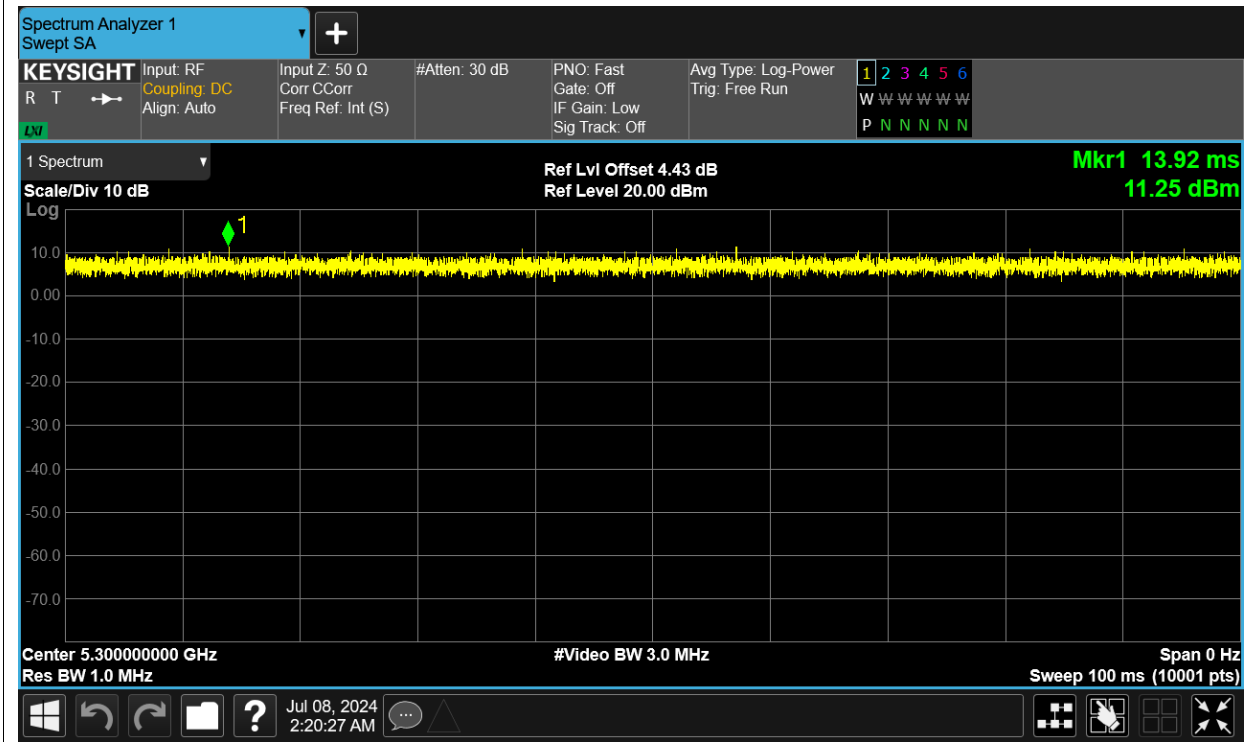 Spectrum Analyzer 1
Swept SA
KEYSIGHT
R T
LXI
Input: RF
Coupling: DC
Align: Auto
Input Z: 50 Ω
Corr CCorr
Freq Ref: Int (S)
#Atten: 30 dB
PNO: Fast
Gate: Off
IF Gain: Low
Sig Track: Off
Avg Type: Log-Power
Trig: Free Run
1 2 3 4 5 6
W W W W W W
P N N N N N
1 Spectrum
Scale/Div 10 dB
Log
Ref Lvl Offset 4.43 dB
Ref Level 20.00 dBm
Mkr1 13.92 ms
11.25 dBm
1
10.0
0.00
-10.0
-20.0
-30.0
-40.0
-50.0
-60.0
-70.0
Center 5.300000000 GHz
Res BW 1.0 MHz
#Video BW 3.0 MHz
Span 0 Hz
Sweep 100 ms (10001 pts)
?
Jul 08, 2024
2:20:27 AM